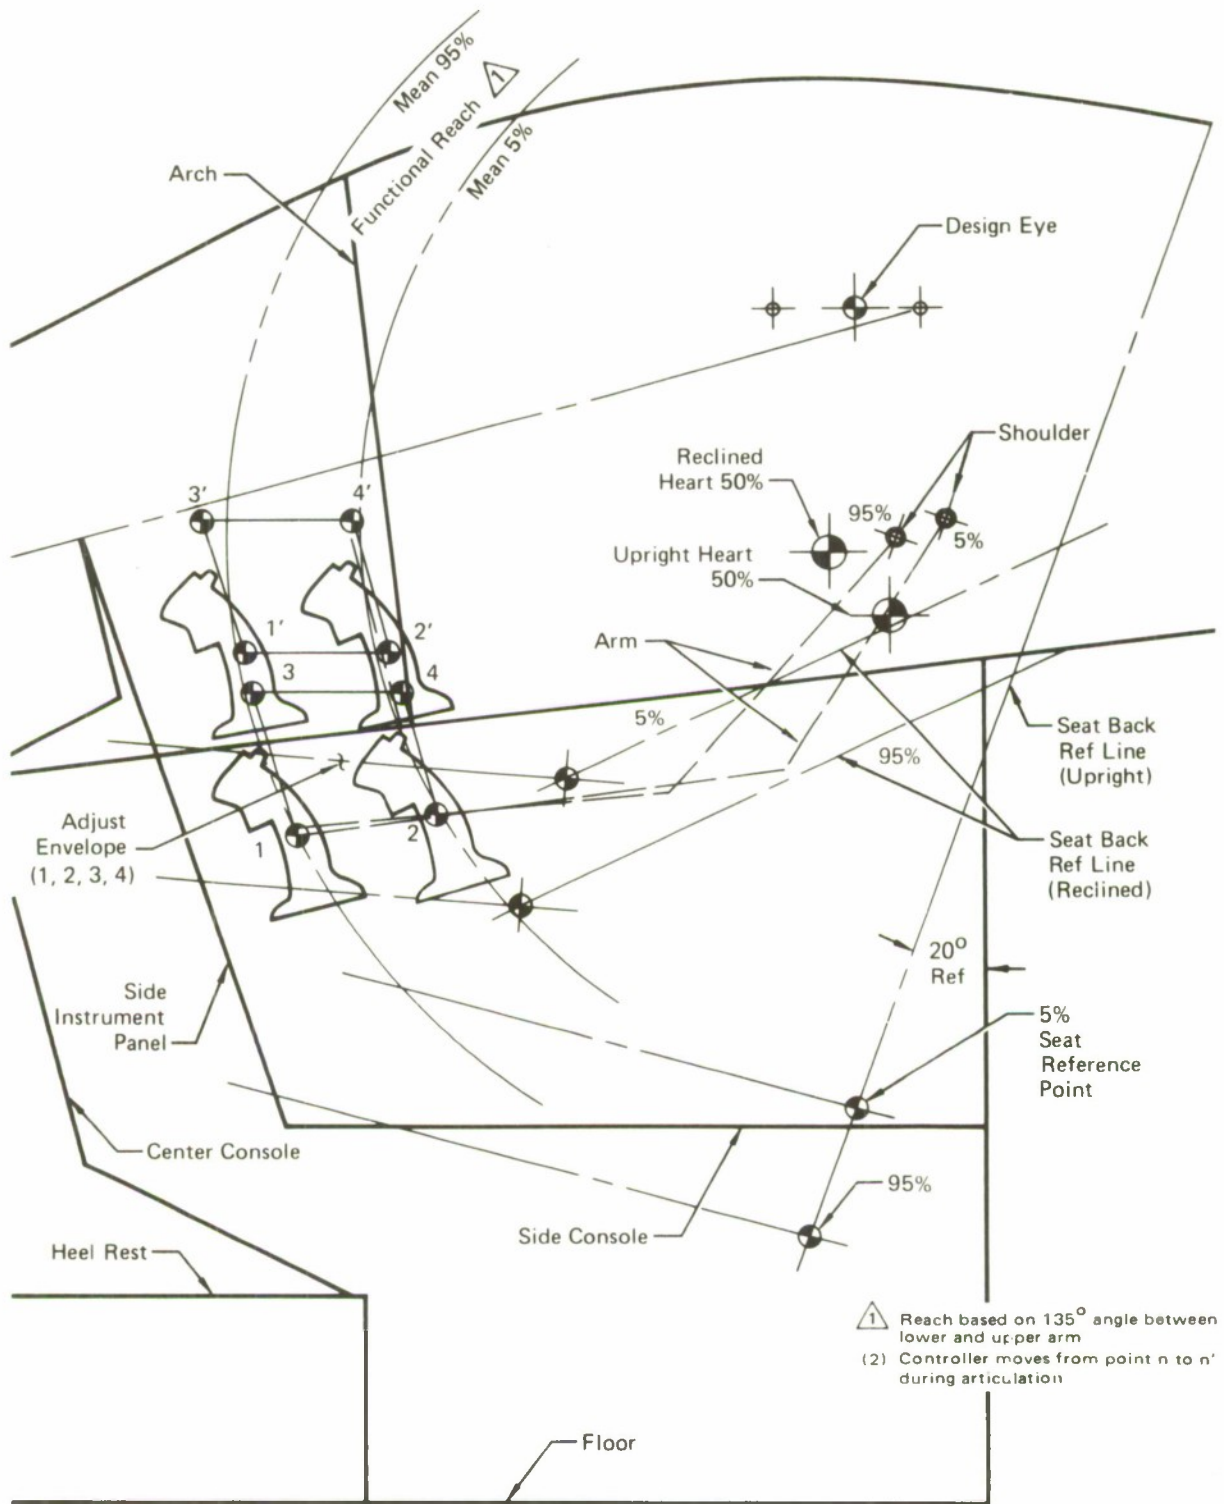 Mean 95%
Functional Reach
1
Mean 5%
Arch
Design Eye
Shoulder
Reclined
Heart 50%
95%
5%
Upright Heart
50%
3'
4'
1'
2'
3
4
Arm
5%
95%
Seat Back
Ref Line
(Upright)
Adjust
Envelope
(1, 2, 3, 4)
1
2
Seat Back
Ref Line
(Reclined)
20°
Ref
Side
Instrument
Panel
5%
Seat
Reference
Point
Center Console
95%
Side Console
Heel Rest
1 Reach based on 135° angle between
lower and upper arm
(2) Controller moves from point n to n'
during articulation
Floor